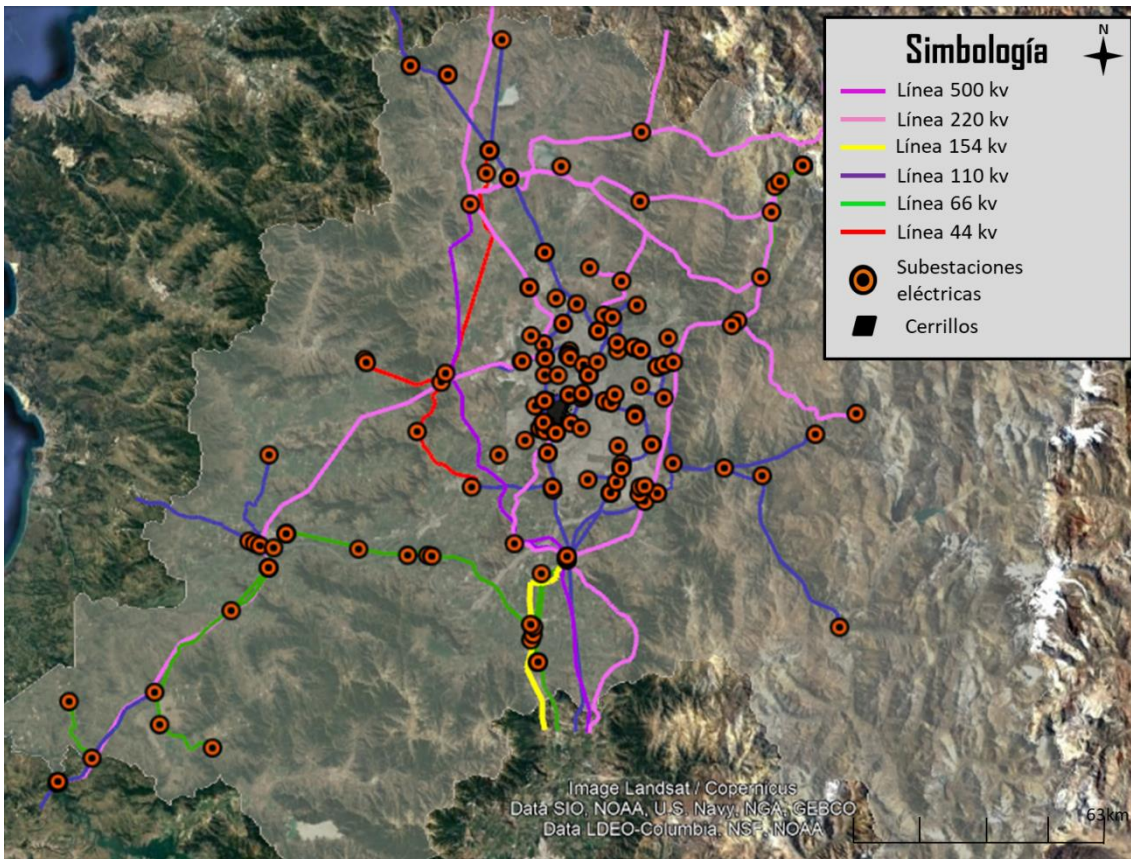 Simbología
N
Línea 500 kv
Línea 220 kv
Línea 154 kv
Línea 110 kv
Línea 66 kv
Línea 44 kv
Subestaciones
eléctricas
Cerrillos
Image Landsat / Copernicus
Data SIO, NOAA, U.S. Navy, NGA, GEBCO
Data LDEO-Columbia, NSF, NOAA
63km